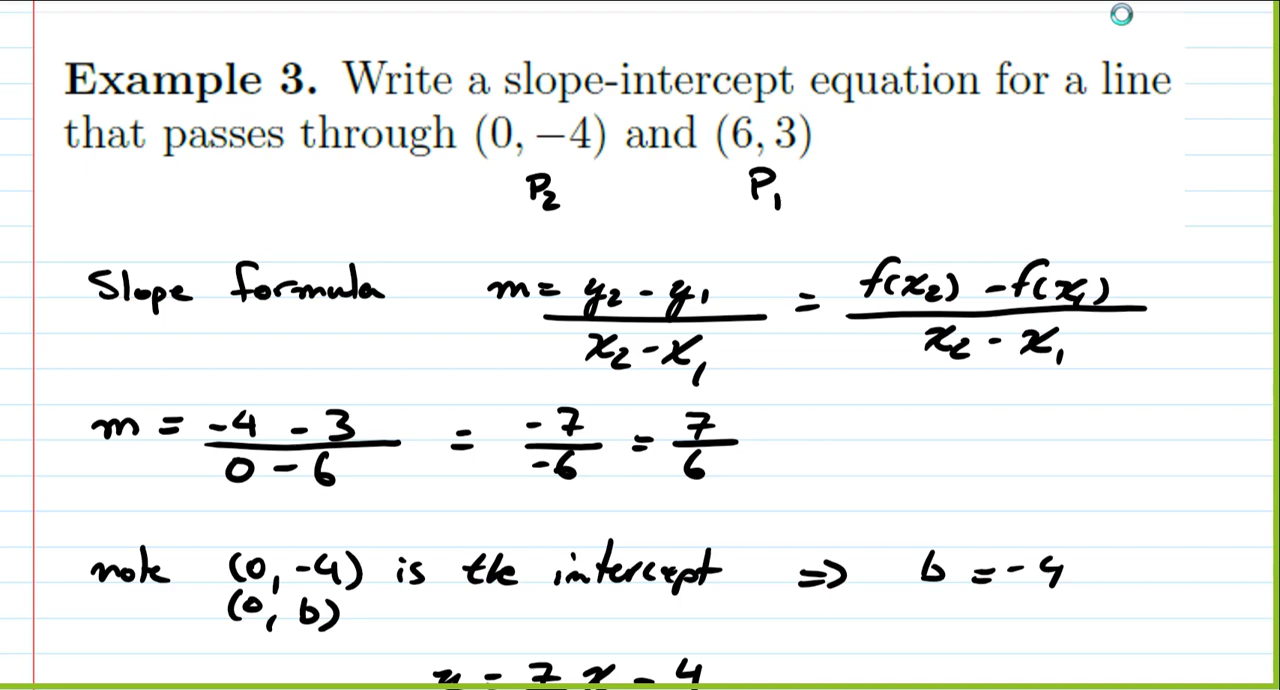 Example 3. Write a slope-intercept equation for a line
that passes through (0, −4) and (6, 3)
P₂ P₁
Slope formula m = y₂ - y₁ / x₂ - x₁ = f(x₂) - f(x₁) / x₂ - x₁
m = -4 - 3 / 0 - 6 = -7 / -6 = 7 / 6
note (0, -4) is the intercept => b = -4
(0, b)
y = 7 x - 4